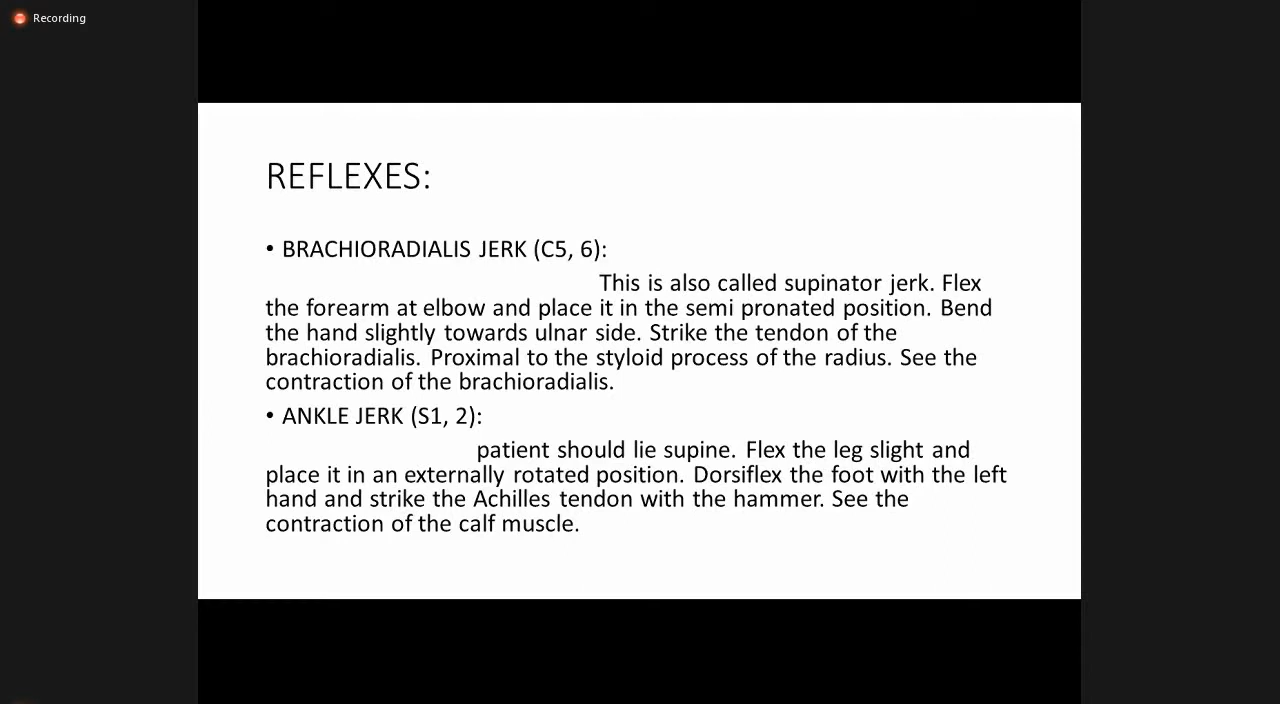 Recording
REFLEXES:
• BRACHIORADIALIS JERK (C5, 6):
This is also called supinator jerk. Flex
the forearm at elbow and place it in the semi pronated position. Bend
the hand slightly towards ulnar side. Strike the tendon of the
brachioradialis. Proximal to the styloid process of the radius. See the
contraction of the brachioradialis.
• ANKLE JERK (S1, 2):
patient should lie supine. Flex the leg slight and
place it in an externally rotated position. Dorsiflex the foot with the left
hand and strike the Achilles tendon with the hammer. See the
contraction of the calf muscle.